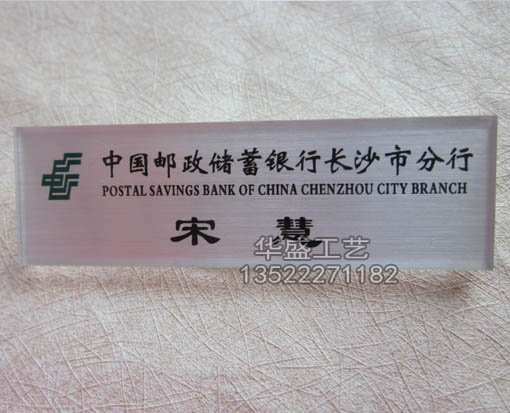 中国邮政储蓄银行长沙市分行
POSTAL SAVINGS BANK OF CHINA CHENZHOU CITY BRANCH
宋 慧
华盛工艺
13522271182